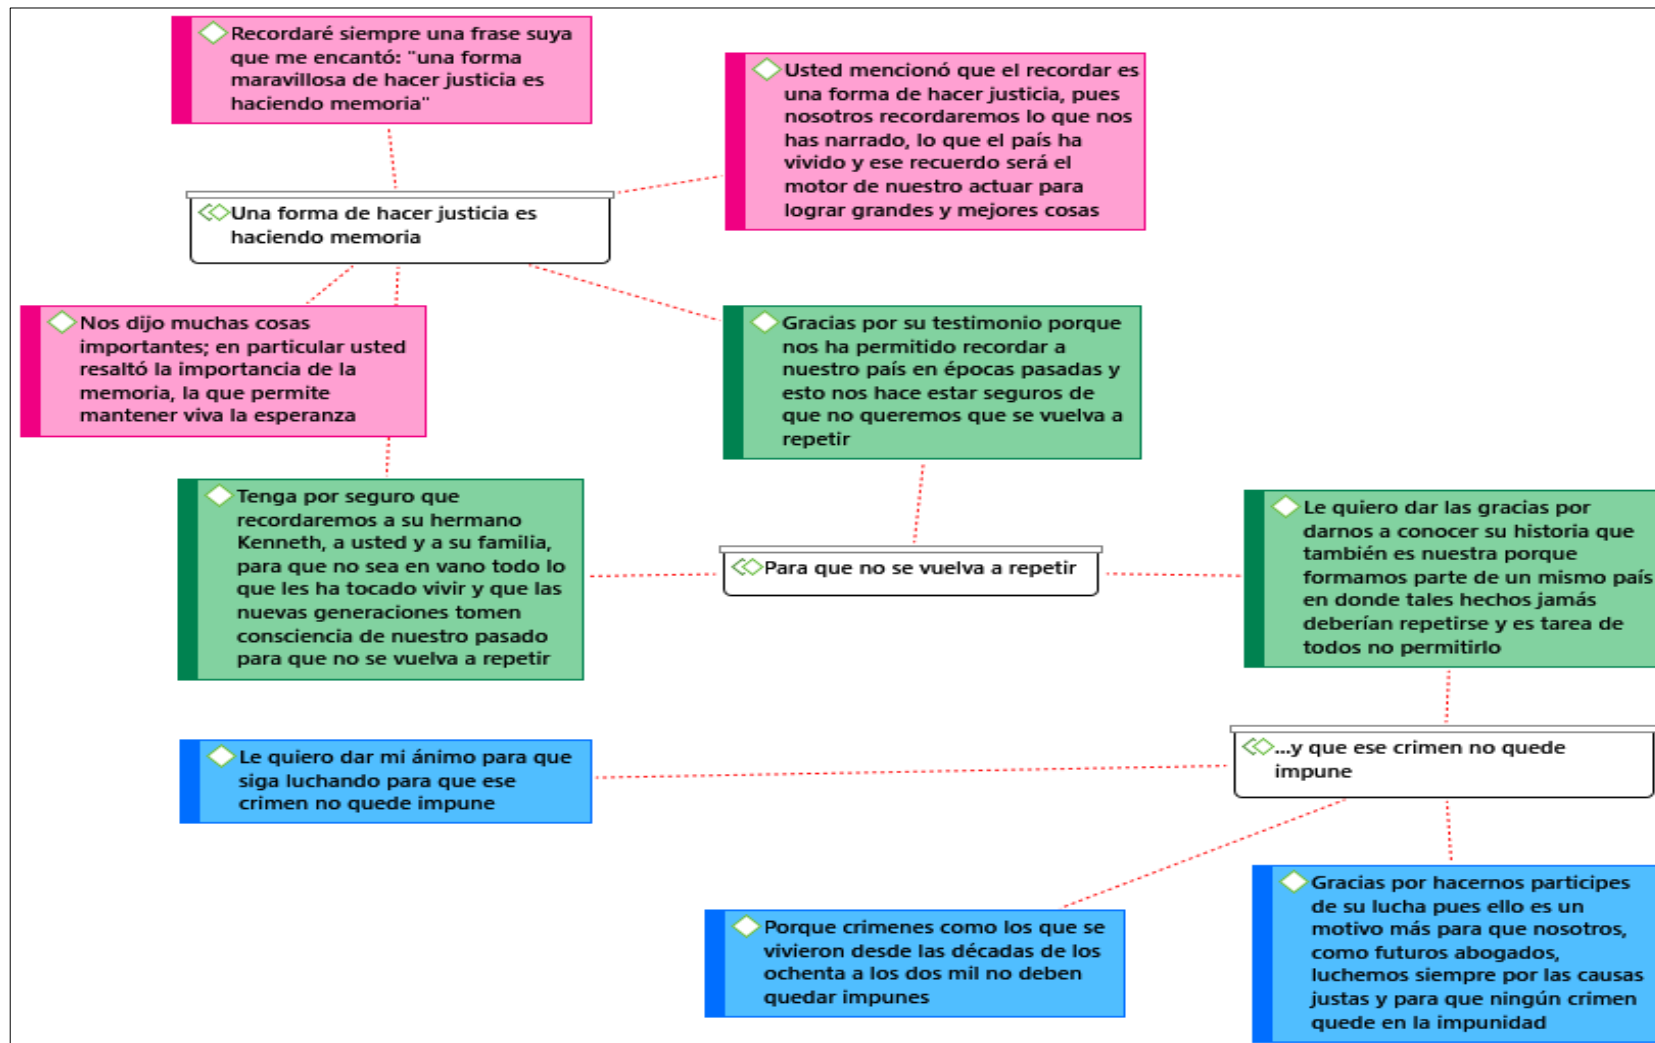 Recordaré siempre una frase suya
que me encantó: "una forma
maravillosa de hacer justicia es
haciendo memoria"
Usted mencionó que el recordar es
una forma de hacer justicia, pues
nosotros recordaremos lo que nos
has narrado, lo que el país ha
vivido y ese recuerdo será el
motor de nuestro actuar para
lograr grandes y mejores cosas
Una forma de hacer justicia es
haciendo memoria
Nos dijo muchas cosas
importantes; en particular usted
resaltó la importancia de la
memoria, la que permite
mantener viva la esperanza
Gracias por su testimonio porque
nos ha permitido recordar a
nuestro país en épocas pasadas y
esto nos hace estar seguros de
que no queremos que se vuelva a
repetir
Tenga por seguro que
recordaremos a su hermano
Kenneth, a usted y a su familia,
para que no sea en vano todo lo
que les ha tocado vivir y que las
nuevas generaciones tomen
consciencia de nuestro pasado
para que no se vuelva a repetir
Para que no se vuelva a repetir
Le quiero dar las gracias por
darnos a conocer su historia que
también es nuestra porque
formamos parte de un mismo país
en donde tales hechos jamás
deberían repetirse y es tarea de
todos no permitirlo
Le quiero dar mi ánimo para que
siga luchando para que ese
crimen no quede impune
...y que ese crimen no quede
impune
Porque crimenes como los que se
vivieron desde las décadas de los
ochenta a los dos mil no deben
quedar impunes
Gracias por hacernos participes
de su lucha pues ello es un
motivo más para que nosotros,
como futuros abogados,
luchemos siempre por las causas
justas y para que ningún crimen
quede en la impunidad